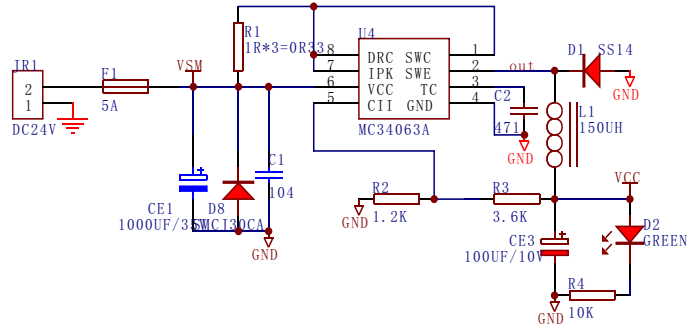 JR1
2
1
DC24V
F1
5A
VSM
R1
1R*3=0R33
U4
8
7
6
5
DRC
IPK
VCC
CII
SWC
SWE
TC
GND
1
2
3
4
MC34063A
out
D1
SS14
GND
C2
471
GND
L1
150UH
CE1
1000UF/35V
D8
SMCJ30CA
C1
104
GND
R2
1.2K
GND
R3
3.6K
VCC
CE3
100UF/10V
D2
GREEN
R4
10K
GND